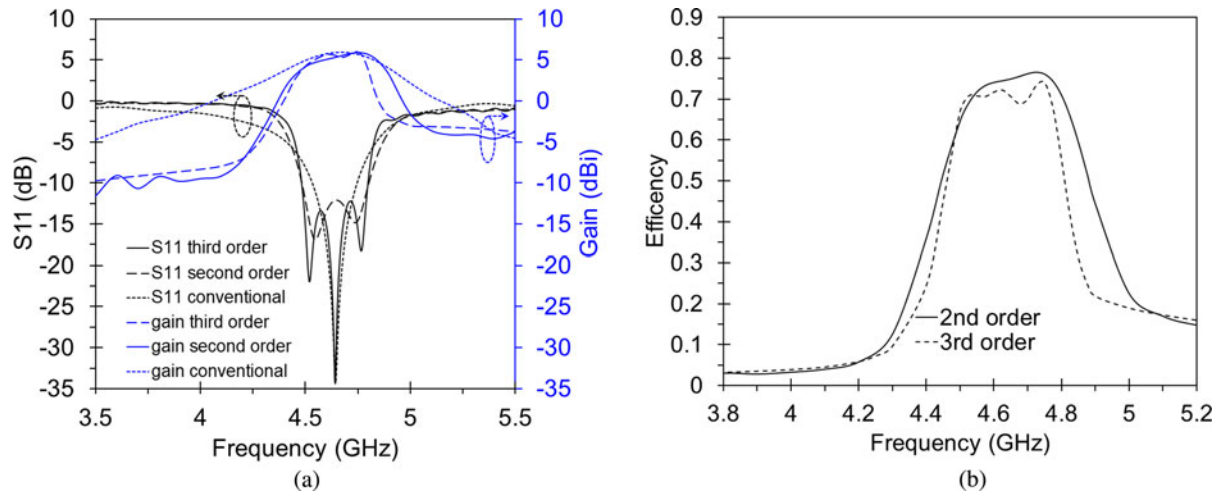 10
5
0
-5
-10
-15
-20
-25
-30
-35
S11 (dB)
S11 third order
S11 second order
S11 conventional
gain third order
gain second order
gain conventional
3.5 4 4.5 5 5.5
Frequency (GHz)
10
5
0
-5
-10
-15
-20
-25
-30
-35
Gain (dBi)
(a)
0.9
0.8
0.7
0.6
0.5
0.4
0.3
0.2
0.1
0
Efficency
2nd order
3rd order
3.8 4 4.2 4.4 4.6 4.8 5 5.2
Frequency (GHz)
(b)